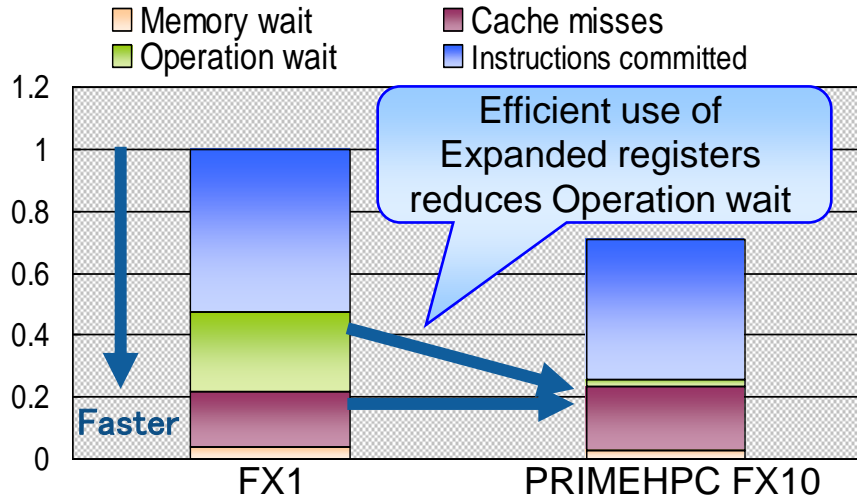 Memory wait
Cache misses
Operation wait
Instructions committed
1.2
1
0.8
0.6
0.4
0.2
0
Efficient use of
Expanded registers
reduces Operation wait
Faster
FX1
PRIMEHPC FX10